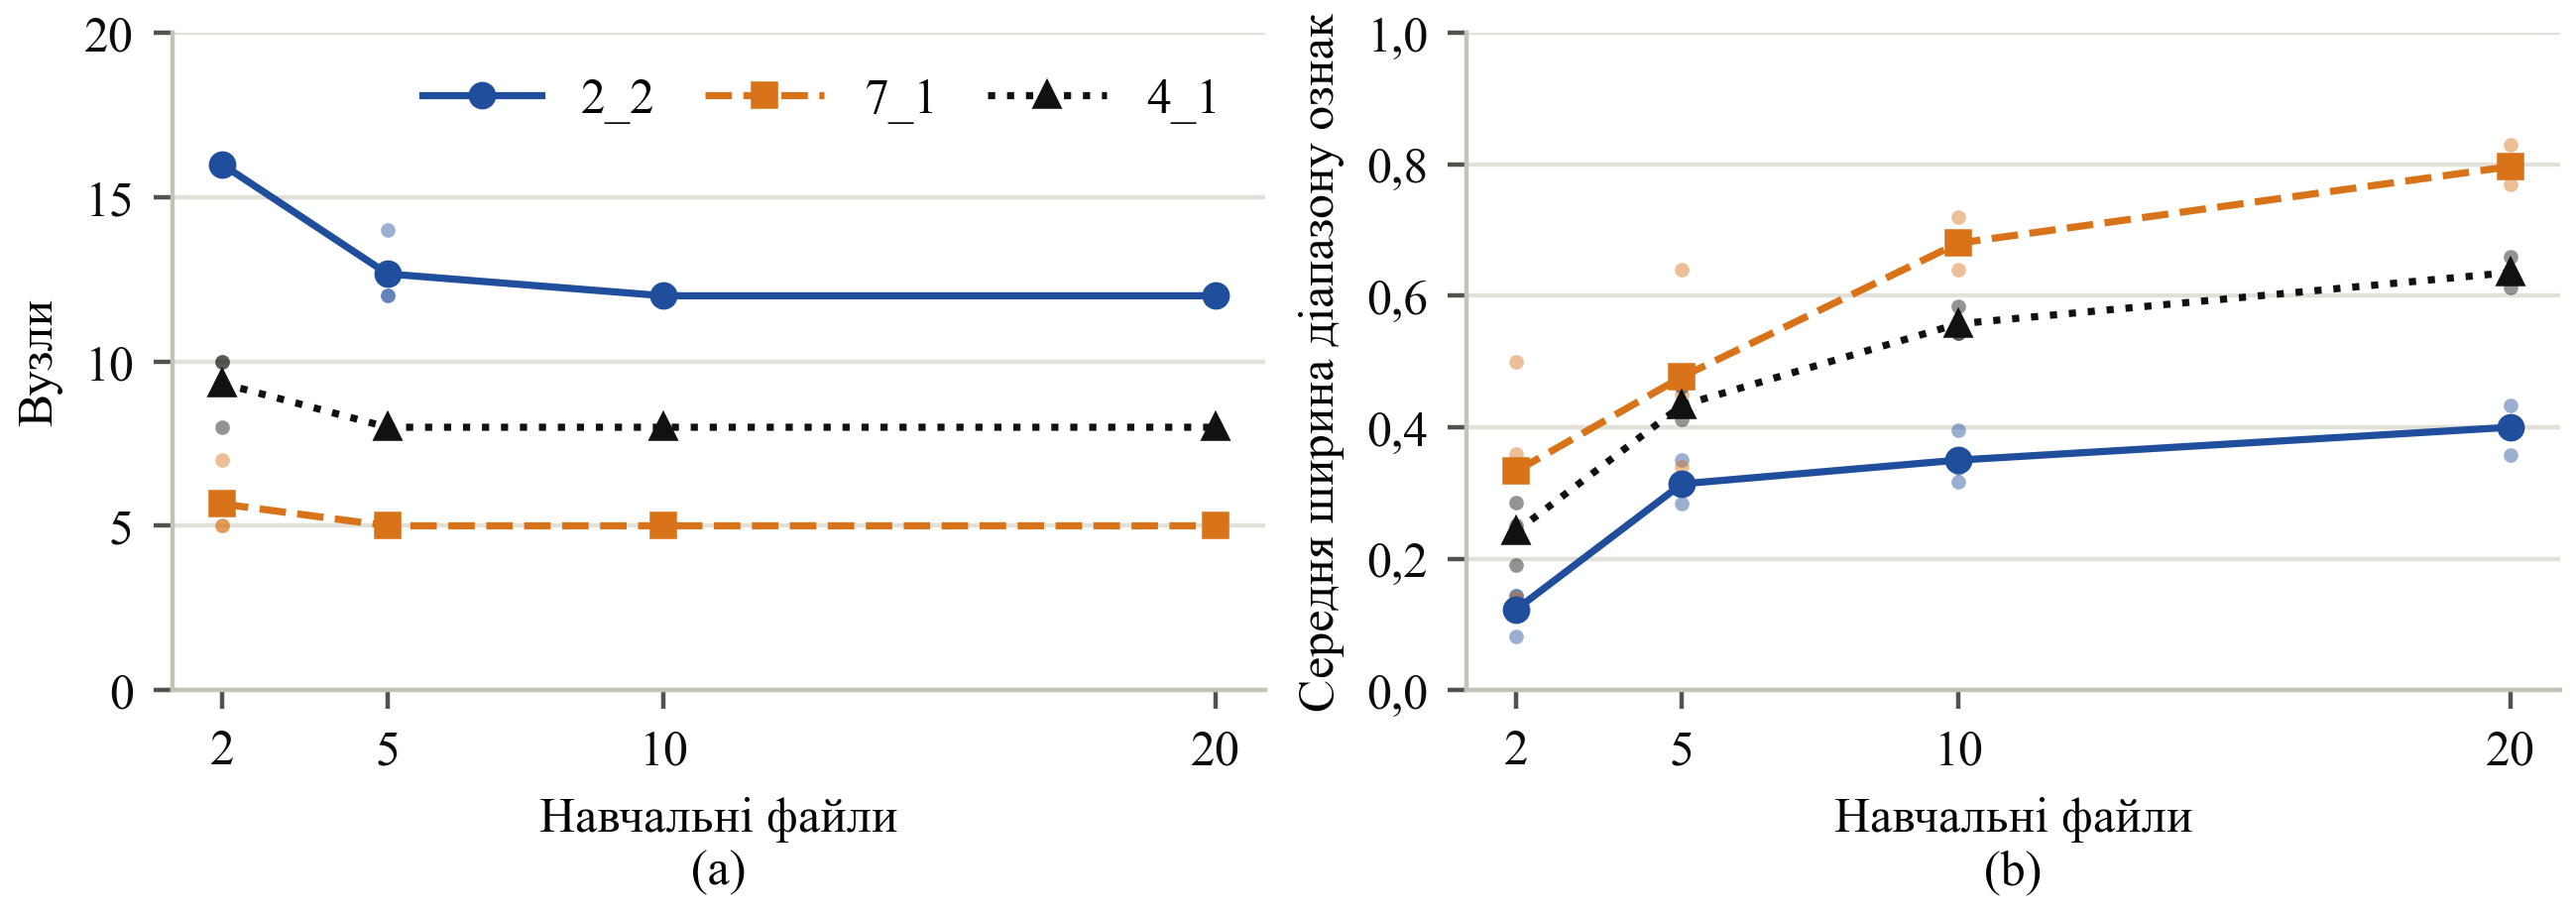 Вузли
20
15
10
5
0
2_2 7_1 4_1
2 5 10 20
Навчальні файли
(a)
Середня ширина діапазону ознак
1,0
0,8
0,6
0,4
0,2
0,0
2 5 10 20
Навчальні файли
(b)